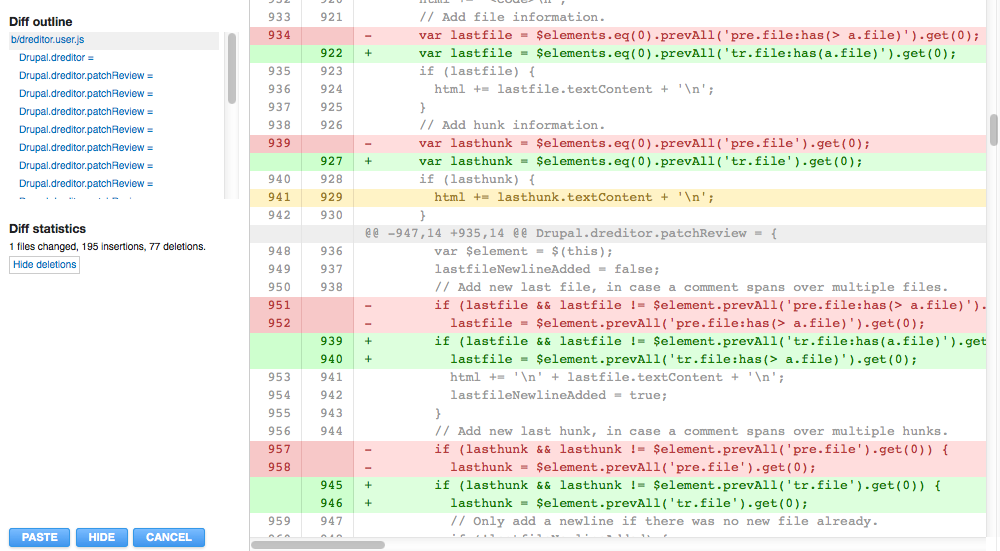 Diff outline
b/dreditor.user.js
Drupal.dreditor =
Drupal.dreditor.patchReview =
Drupal.dreditor.patchReview =
Drupal.dreditor.patchReview =
Drupal.dreditor.patchReview =
Drupal.dreditor.patchReview =
Drupal.dreditor.patchReview =
Drupal.dreditor.patchReview =
Diff statistics
1 files changed, 195 insertions, 77 deletions.
Hide deletions
PASTE HIDE CANCEL
933 921 // Add file information.
934 - var lastfile = $elements.eq(0).prevAll('pre.file:has(> a.file)').get(0);
922 + var lastfile = $elements.eq(0).prevAll('tr.file:has(a.file)').get(0);
935 923 if (lastfile) {
936 924 html += lastfile.textContent + '\n';
937 925 }
938 926 // Add hunk information.
939 - var lasthunk = $elements.eq(0).prevAll('pre.file').get(0);
927 + var lasthunk = $elements.eq(0).prevAll('tr.file').get(0);
940 928 if (lasthunk) {
941 929 html += lasthunk.textContent + '\n';
942 930 }
@@ -947,14 +935,14 @@ Drupal.dreditor.patchReview = {
948 936 var $element = $(this);
949 937 lastfileNewlineAdded = false;
950 938 // Add new last file, in case a comment spans over multiple files.
951 - if (lastfile && lastfile != $element.prevAll('pre.file:has(> a.file)').
952 - lastfile = $element.prevAll('pre.file:has(> a.file)').get(0);
939 + if (lastfile && lastfile != $element.prevAll('tr.file:has(a.file)').get
940 + lastfile = $element.prevAll('tr.file:has(> a.file)').get(0);
953 941 html += '\n' + lastfile.textContent + '\n';
954 942 lastfileNewlineAdded = true;
955 943 }
956 944 // Add new last hunk, in case a comment spans over multiple hunks.
957 - if (lasthunk && lasthunk != $element.prevAll('pre.file').get(0)) {
958 - lasthunk = $element.prevAll('pre.file').get(0);
945 + if (lasthunk && lasthunk != $element.prevAll('tr.file').get(0)) {
946 + lasthunk = $element.prevAll('tr.file').get(0);
959 947 // Only add a newline if there was no new file already.